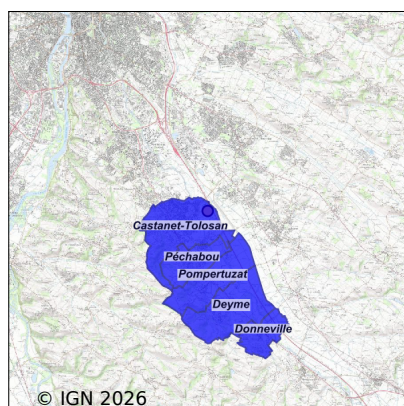 Castanet-Tolosan
Péchabou
Pompertuzat
Deyme
Donneville
© IGN 2026